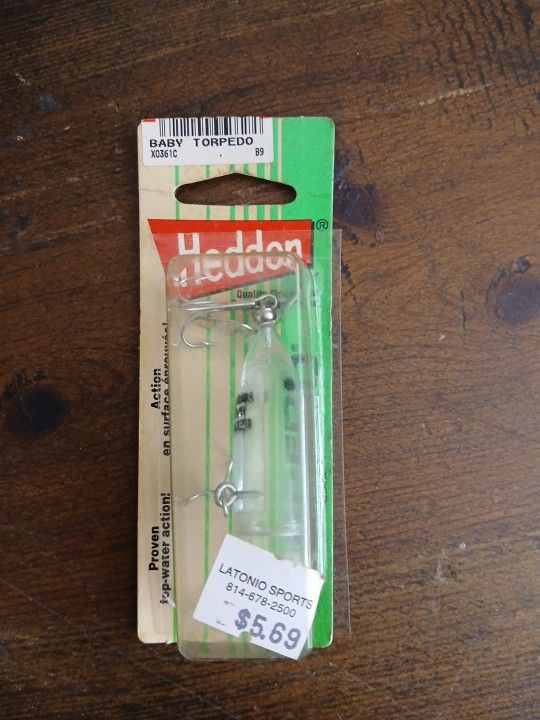 BABY TORPEDO
X0361C B9
Heddon®
Action
en surface éprouvée!
Proven
top-water action!
LATONIO SPORTS
814-678-2500
$5.69